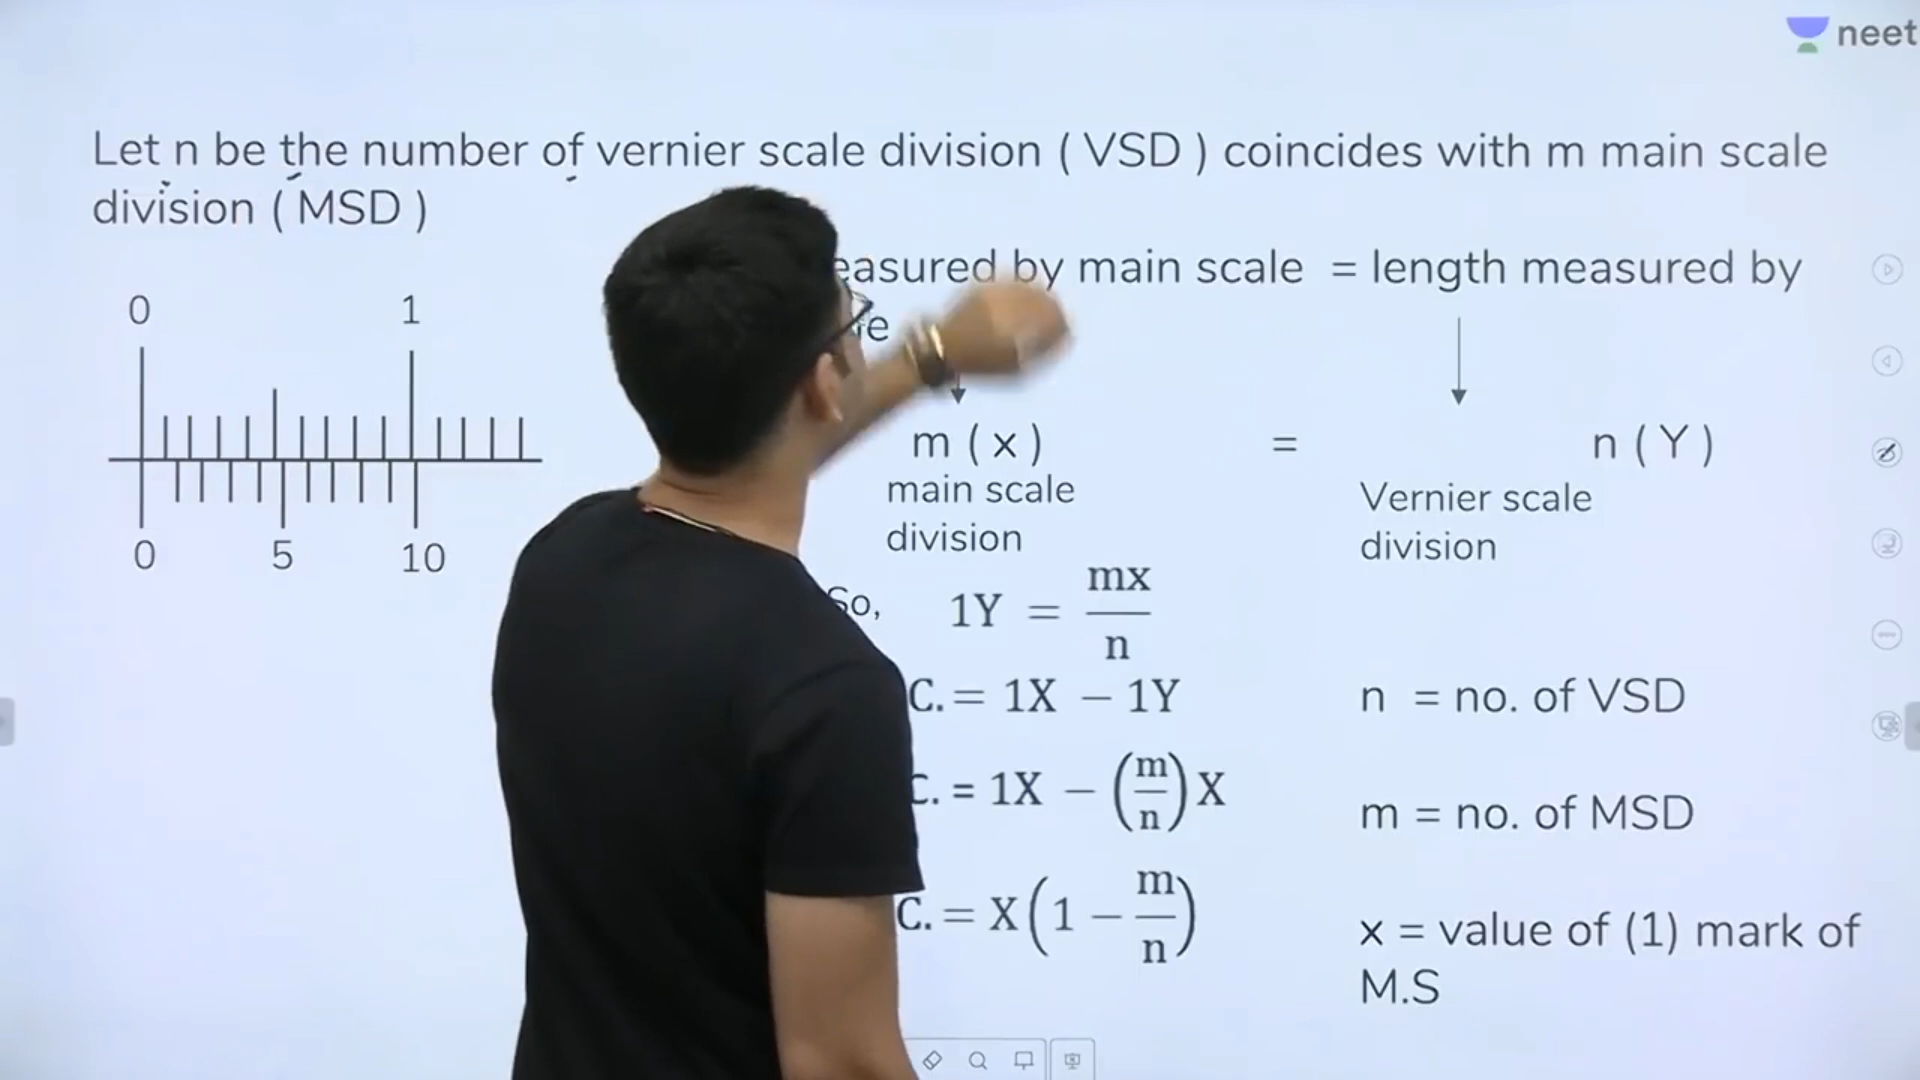 neet
Let n be the number of vernier scale division ( VSD ) coincides with m main scale
division ( MSD )
by main scale = length measured by
0 1
m ( x ) = n ( Y )
main scale
division
Vernier scale
division
0 5 10
So, 1Y = mx/n
C. = 1X − 1Y
n = no. of VSD
C. = 1X − (m/n) X
m = no. of MSD
C. = X(1 − m/n)
x = value of (1) mark of
M.S